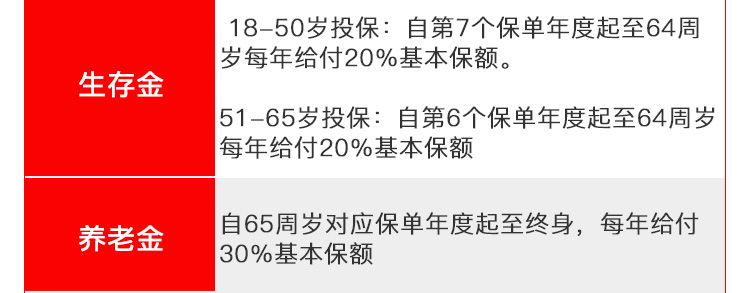 生存金
18-50岁投保：自第7个保单年度起至64周
岁每年给付20%基本保额。
51-65岁投保：自第6个保单年度起至64周岁
每年给付20%基本保额
养老金
自65周岁对应保单年度起至终身，每年给付
30%基本保额